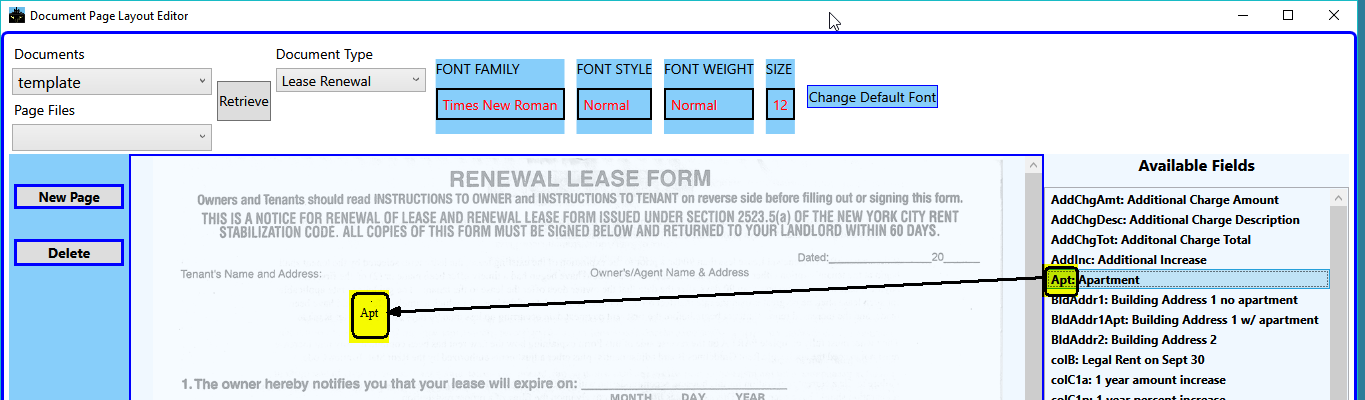 Document Page Layout Editor
Documents
template
Retrieve
Page Files
Document Type
Lease Renewal
FONT FAMILY
Times New Roman
FONT STYLE
Normal
FONT WEIGHT
Normal
SIZE
12
Change Default Font
New Page
Delete
RENEWAL LEASE FORM
Owners and Tenants should read INSTRUCTIONS TO OWNER and INSTRUCTIONS TO TENANT on reverse side before filling out or signing this form.
THIS IS A NOTICE FOR RENEWAL OF LEASE AND RENEWAL LEASE FORM ISSUED UNDER SECTION 2523.5(a) OF THE NEW YORK CITY RENT
STABILIZATION CODE. ALL COPIES OF THIS FORM MUST BE SIGNED BELOW AND RETURNED TO YOUR LANDLORD WITHIN 60 DAYS.
Dated:________________20______
Tenant's Name and Address:
Owner's/Agent Name & Address
Apt
1. The owner hereby notifies you that your lease will expire on: ______________________________
MONTH DAY YEAR
Available Fields
AddChgAmt: Additional Charge Amount
AddChgDesc: Additional Charge Description
AddChgTot: Additonal Charge Total
AddInc: Additional Increase
Apt: Apartment
BldAddr1: Building Address 1 no apartment
BldAddr1Apt: Building Address 1 w/ apartment
BldAddr2: Building Address 2
colB: Legal Rent on Sept 30
colC1a: 1 year amount increase
colC1p: 1 year percent increase